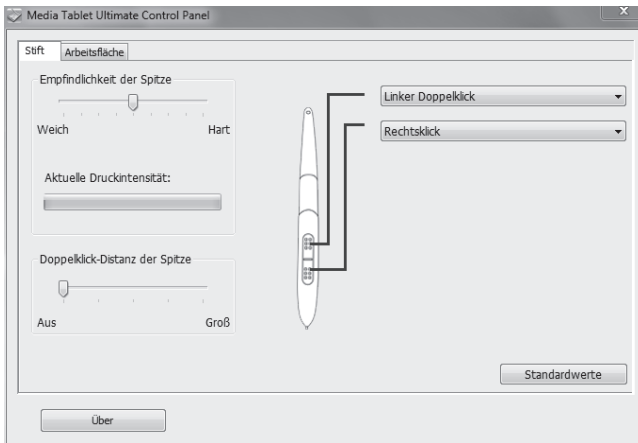 Media Tablet Ultimate Control Panel
x
Stift Arbeitsfläche
Empfindlichkeit der Spitze
Weich Hart
Aktuelle Druckintensität:
Doppelklick-Distanz der Spitze
Aus Groß
Linker Doppelklick
Rechtsklick
Standardwerte
Über